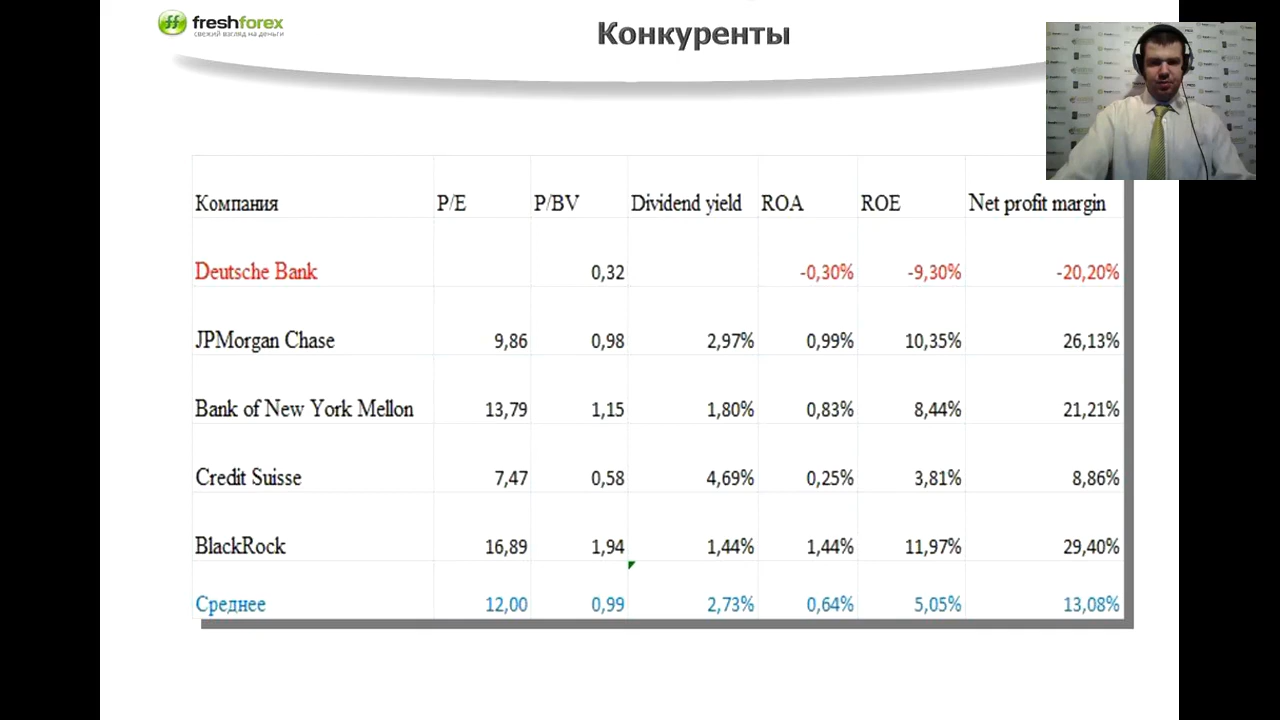 freshforex
свежий взгляд на деньги
Конкуренты
Компания P/E P/BV Dividend yield ROA ROE Net profit margin
Deutsche Bank 0,32 -0,30% -9,30% -20,20%
JPMorgan Chase 9,86 0,98 2,97% 0,99% 10,35% 26,13%
Bank of New York Mellon 13,79 1,15 1,80% 0,83% 8,44% 21,21%
Credit Suisse 7,47 0,58 4,69% 0,25% 3,81% 8,86%
BlackRock 16,89 1,94 1,44% 1,44% 11,97% 29,40%
Среднее 12,00 0,99 2,73% 0,64% 5,05% 13,08%